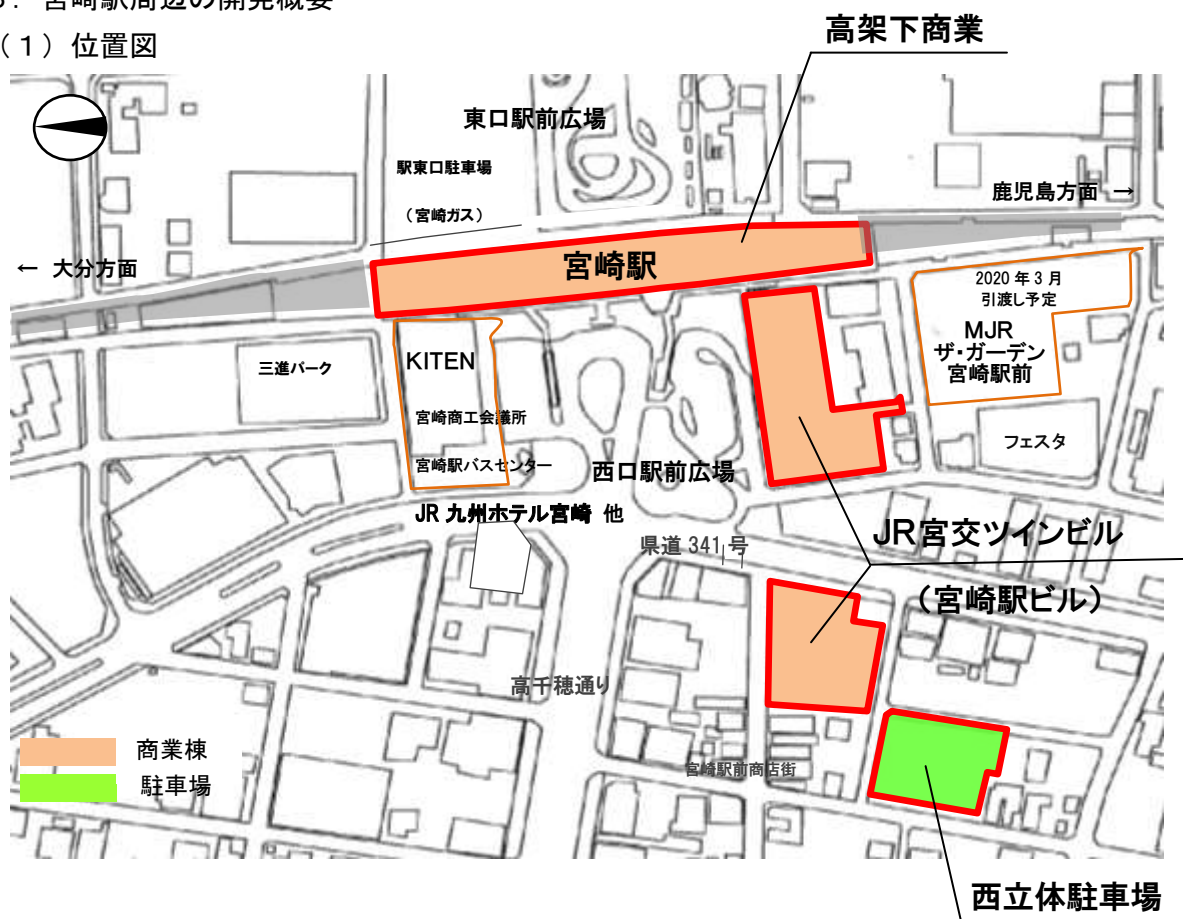 宮崎駅周辺の開発概要
（1）位置図
高架下商業
東口駅前広場
駅東口駐車場
（宮崎ガス）
鹿児島方面 →
← 大分方面
宮崎駅
2020 年 3 月
引渡し予定
MJR
ザ・ガーデン
宮崎駅前
三進パーク
KITEN
宮崎商工会議所
宮崎駅バスセンター
フェスタ
西口駅前広場
JR 九州ホテル宮崎 他
県道 341 号
JR宮交ツインビル
（宮崎駅ビル）
高千穂通り
宮崎駅前商店街
商業棟
駐車場
西立体駐車場